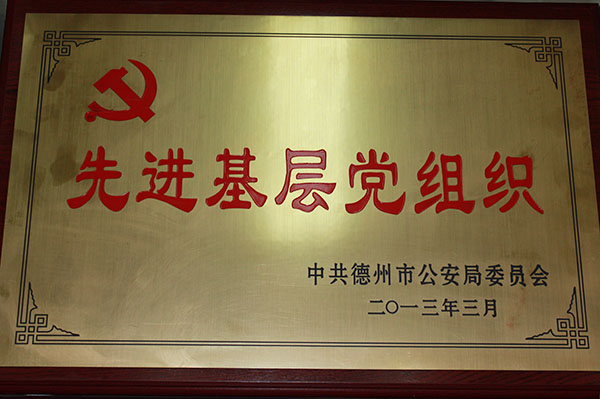 先进基层党组织
中共德州市公安局委员会
二〇一三年三月